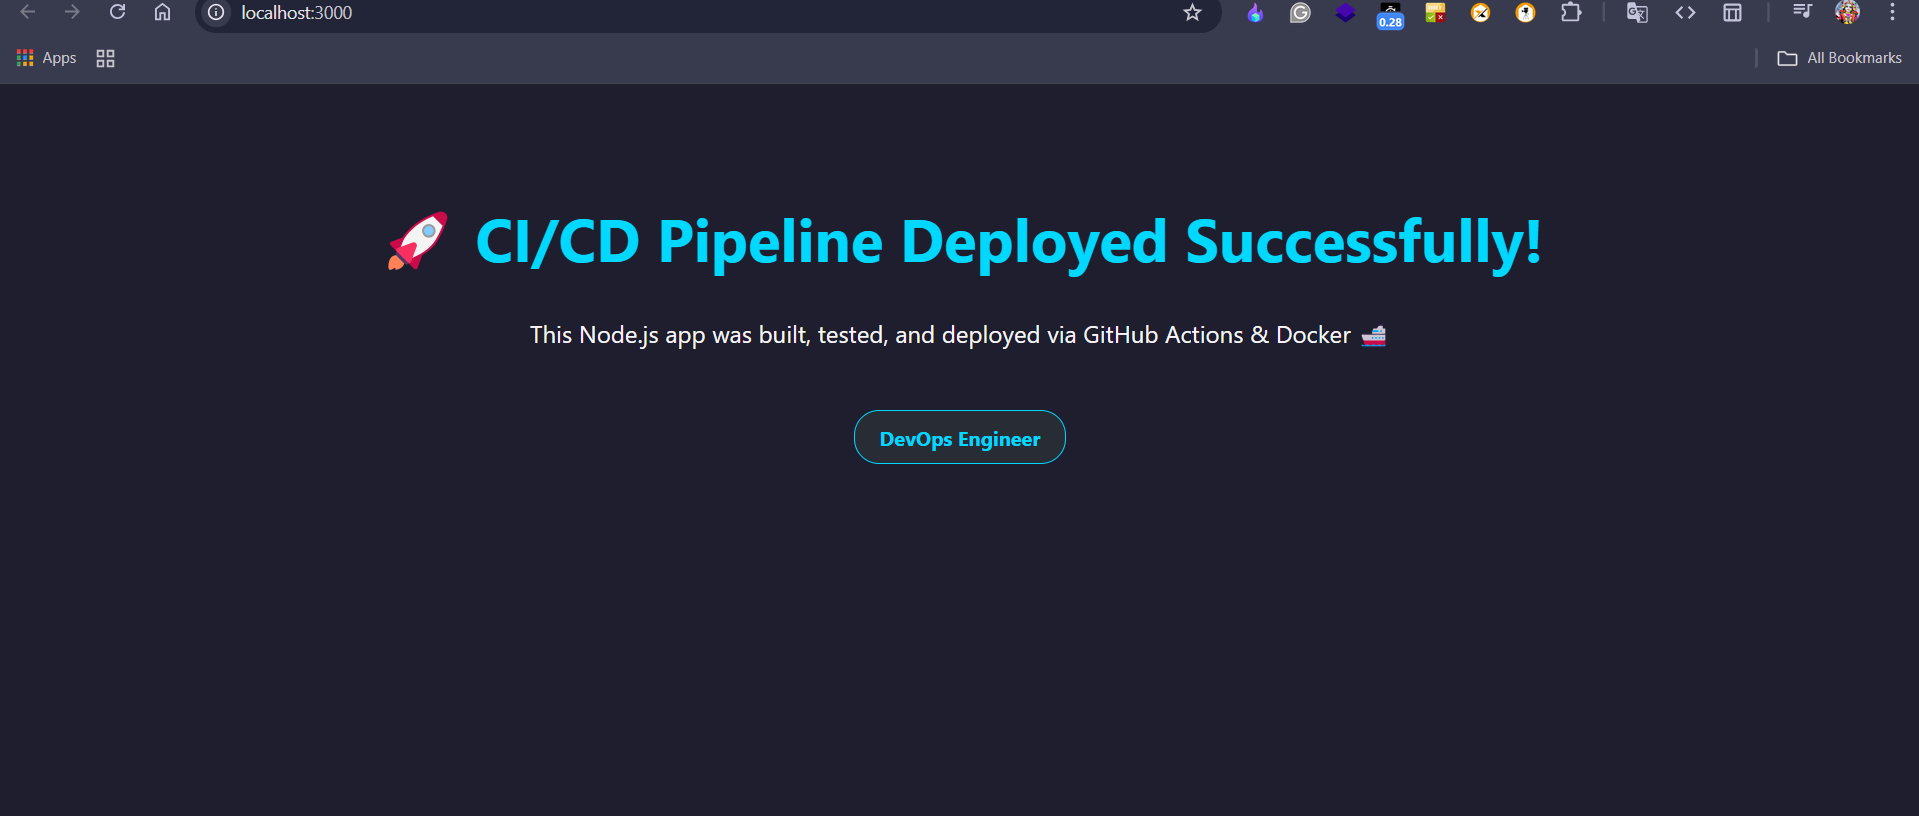 localhost:3000
0.28
Apps
All Bookmarks
🚀 CI/CD Pipeline Deployed Successfully!
This Node.js app was built, tested, and deployed via GitHub Actions & Docker 🚢
DevOps Engineer